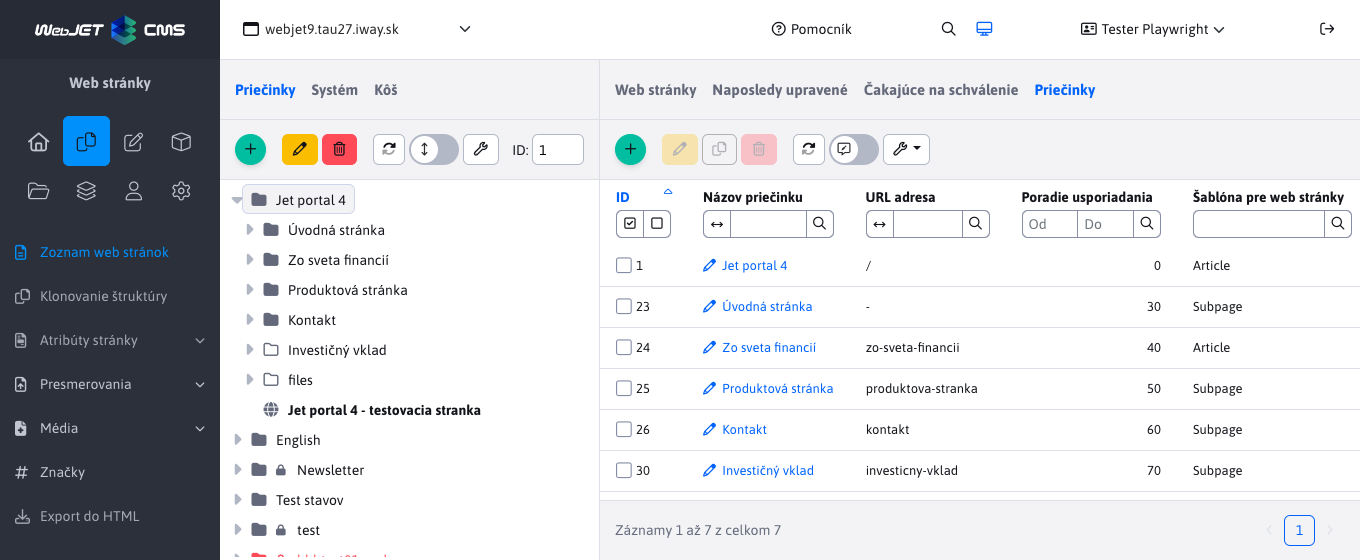 WebJET CMS
webjet9.tau27.iway.sk
Pomocník
Tester Playwright
Web stránky
Priečinky Systém Kôš
Web stránky Naposledy upravené Čakajúce na schválenie Priečinky
ID: 1
Zoznam web stránok
Klonovanie štruktúry
Atribúty stránky
Presmerovania
Média
Značky
Export do HTML
Jet portal 4
Úvodná stránka
Zo sveta financií
Produktová stránka
Kontakt
Investičný vklad
files
Jet portal 4 - testovacia stranka
English
Newsletter
Test stavov
test
ID Názov priečinku URL adresa Poradie usporiadania Šablóna pre web stránky
Od Do
1 Jet portal 4 / 0 Article
23 Úvodná stránka - 30 Subpage
24 Zo sveta financií zo-sveta-financii 40 Article
25 Produktová stránka produktova-stranka 50 Subpage
26 Kontakt kontakt 60 Subpage
30 Investičný vklad investicny-vklad 70 Subpage
Záznamy 1 až 7 z celkom 7
1